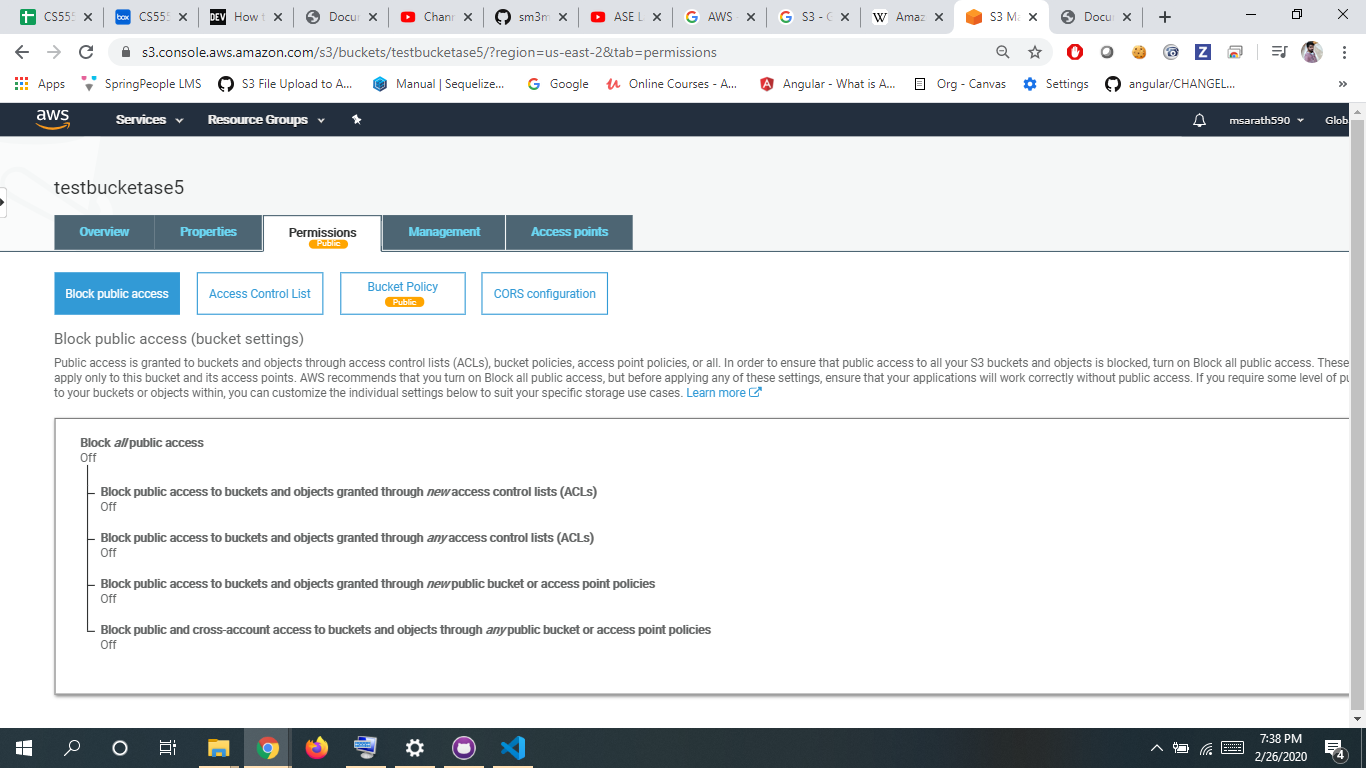 CS555
CS555
How t
Docu
Chann
sm3m
ASE L
AWS
S3 - G
Amaz
S3 Ma
Docu
s3.console.aws.amazon.com/s3/buckets/testbucketase5/?region=us-east-2&tab=permissions
Apps
SpringPeople LMS
S3 File Upload to A...
Manual | Sequelize...
Google
Online Courses - A...
Angular - What is A...
Org - Canvas
Settings
angular/CHANGEL...
aws
Services
Resource Groups
msarath590
Glob
testbucketase5
Overview
Properties
Permissions
Public
Management
Access points
Block public access
Access Control List
Bucket Policy
Public
CORS configuration
Block public access (bucket settings)
Public access is granted to buckets and objects through access control lists (ACLs), bucket policies, access point policies, or all. In order to ensure that public access to all your S3 buckets and objects is blocked, turn on Block all public access. These
apply only to this bucket and its access points. AWS recommends that you turn on Block all public access, but before applying any of these settings, ensure that your applications will work correctly without public access. If you require some level of pu
to your buckets or objects within, you can customize the individual settings below to suit your specific storage use cases. Learn more
Block all public access
Off
Block public access to buckets and objects granted through new access control lists (ACLs)
Off
Block public access to buckets and objects granted through any access control lists (ACLs)
Off
Block public access to buckets and objects granted through new public bucket or access point policies
Off
Block public and cross-account access to buckets and objects through any public bucket or access point policies
Off
7:38 PM
2/26/2020
4